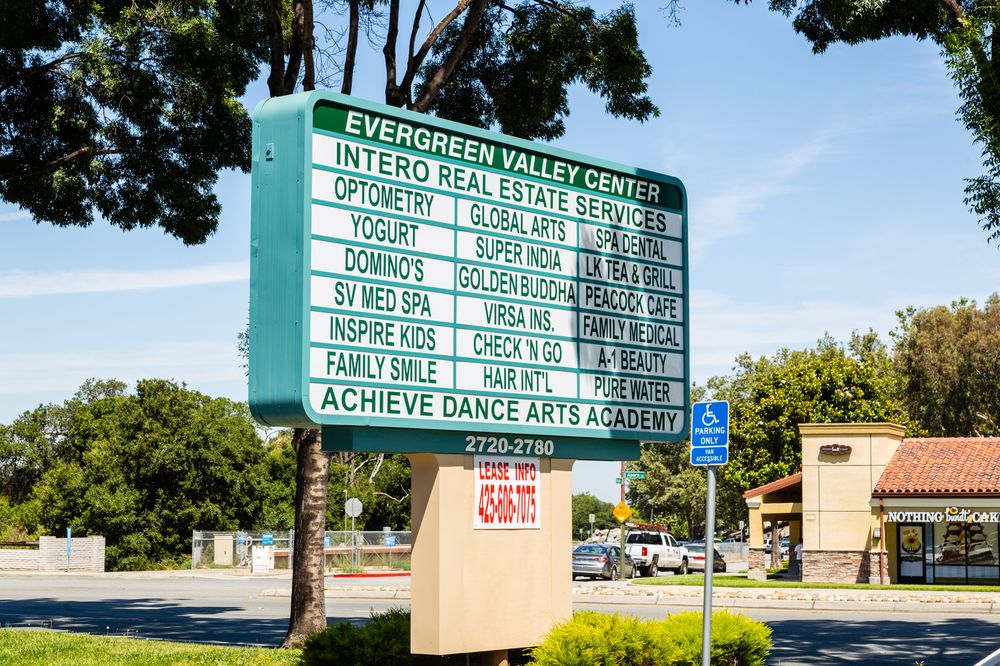 EVERGREEN VALLEY CENTER
INTERO REAL ESTATE SERVICES
OPTOMETRY
YOGURT
DOMINO'S
SV MED SPA
INSPIRE KIDS
FAMILY SMILE
GLOBAL ARTS
SUPER INDIA
GOLDEN BUDDHA
VIRSA INS.
CHECK 'N GO
HAIR INT'L
SPA DENTAL
LK TEA & GRILL
PEACOCK CAFE
FAMILY MEDICAL
A-1 BEAUTY
PURE WATER
ACHIEVE DANCE ARTS ACADEMY
2720-2780
LEASE INFO
425-606-7075
PARKING
ONLY
VAN
ACCESSIBLE
NOTHING bundt CAKE